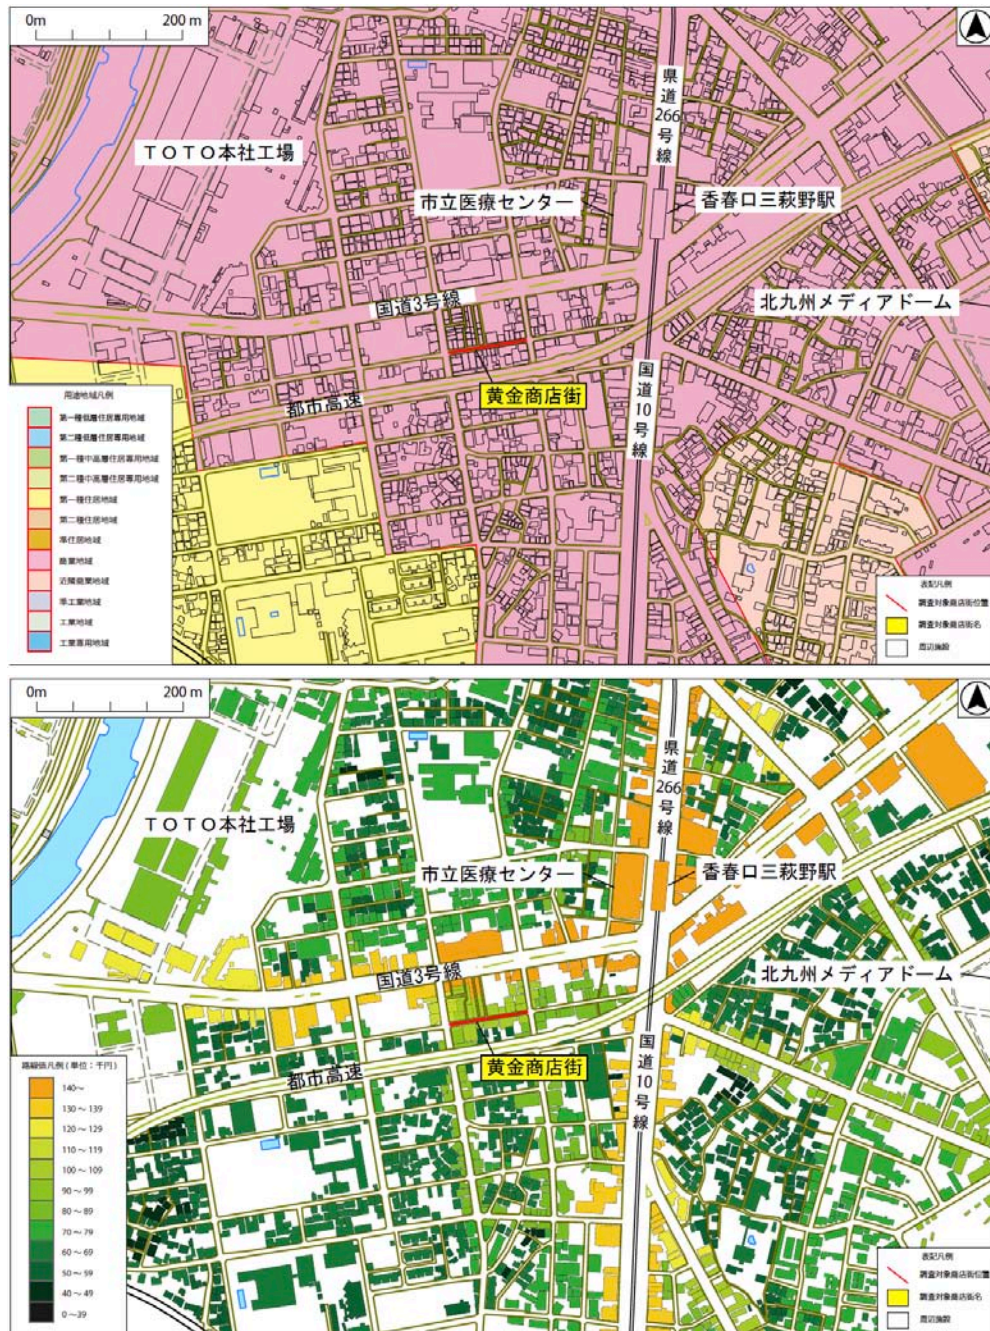 0m 200 m
県道266号線
TOTO本社工場
市立医療センター
香春口三萩野駅
国道3号線
北九州メディアドーム
黄金商店街
都市高速
国道10号線
用途地域凡例
第一種低層住居専用地域
第二種低層住居専用地域
第一種中高層住居専用地域
第二種中高層住居専用地域
第一種住居地域
第二種住居地域
準住居地域
商業地域
近隣商業地域
準工業地域
工業地域
工業専用地域
表記凡例
調査対象商店街位置
調査対象商店街名
周辺施設
0m 200 m
県道266号線
TOTO本社工場
市立医療センター
香春口三萩野駅
国道3号線
北九州メディアドーム
黄金商店街
都市高速
国道10号線
路線価凡例(単位:千円)
140~
130~139
120~129
110~119
100~109
90~99
80~89
70~79
60~69
50~59
40~49
0~39
表記凡例
調査対象商店街位置
調査対象商店街名
周辺施設